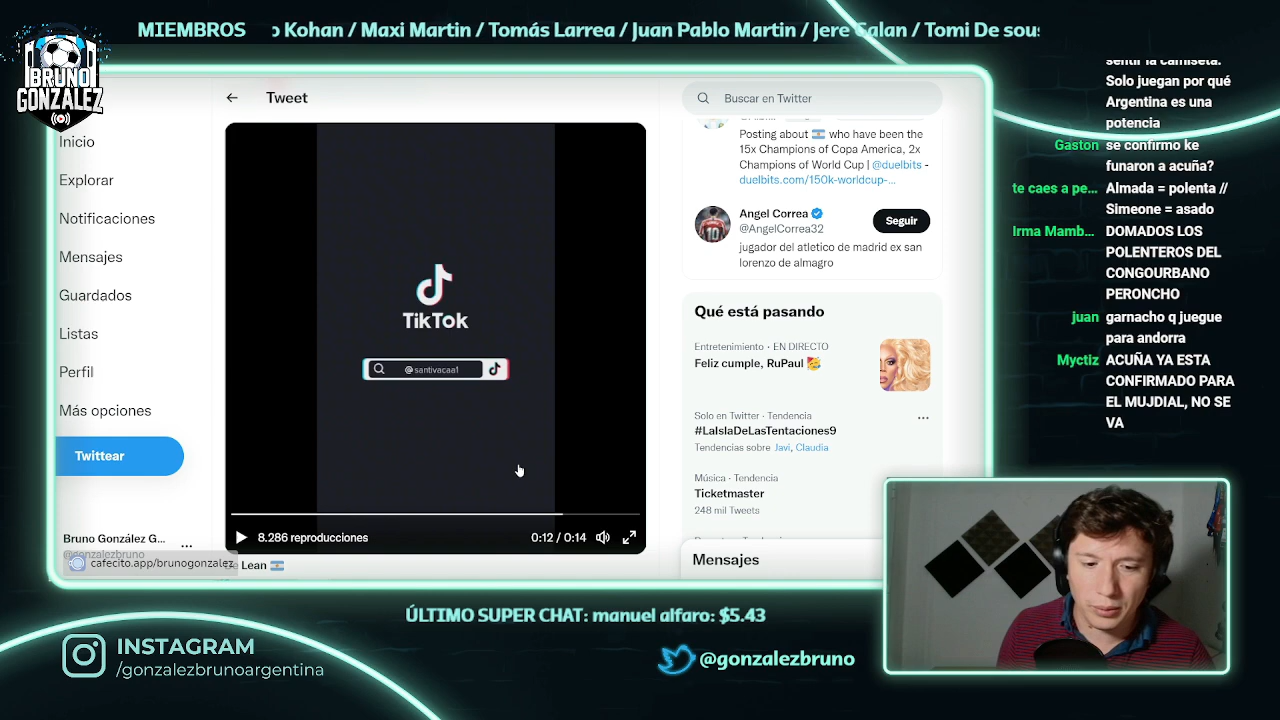 MIEMBROS
o Kohan / Maxi Martin / Tomás Larrea / Juan Pablo Martin / Jere Galan / Tomi De sous
BRUNO
GONZALEZ
Inicio
Explorar
Notificaciones
Mensajes
Guardados
Listas
Perfil
Más opciones
Twittear
Bruno González G...
@gonzalezbruno
cafecito.app/brunogonzalez
Tweet
TikTok
@santivacaa1
8.286 reproducciones
0:12 / 0:14
Lean
Buscar en Twitter
Posting about 🇦🇷 who have been the
15x Champions of Copa America, 2x
Champions of World Cup | @duelbits -
duelbits.com/150k-worldcup-...
Angel Correa
@AngelCorrea32
Seguir
jugador del atletico de madrid ex san
lorenzo de almagro
Qué está pasando
Entretenimiento · EN DIRECTO
Feliz cumple, RuPaul 🥰
Solo en Twitter · Tendencia
#LaIslaDeLasTentaciones9
Tendencias sobre Javi, Claudia
Música · Tendencia
Ticketmaster
248 mil Tweets
Mensajes
sentir la camiseta.
Solo juegan por qué
Argentina es una
potencia
Gaston se confirmo ke
funaron a acuña?
te caes a pe... Almada = polenta //
Simeone = asado
Irma Mamb... DOMADOS LOS
POLENTEROS DEL
CONGOURBANO
PERONCHO
juan garnacho q juegue
para andorra
Myctiz ACUÑA YA ESTA
CONFIRMADO PARA
EL MUJDIAL, NO SE
VA
ÚLTIMO SUPER CHAT: manuel alfaro: $5.43
INSTAGRAM
/gonzalezbrunoargentina
@gonzalezbruno